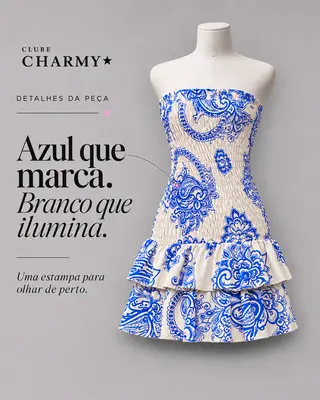 CLUBE
CHARMY★
DETALHES DA PEÇA
Azul que
marca.
Branco que
ilumina.
Uma estampa para
olhar de perto.